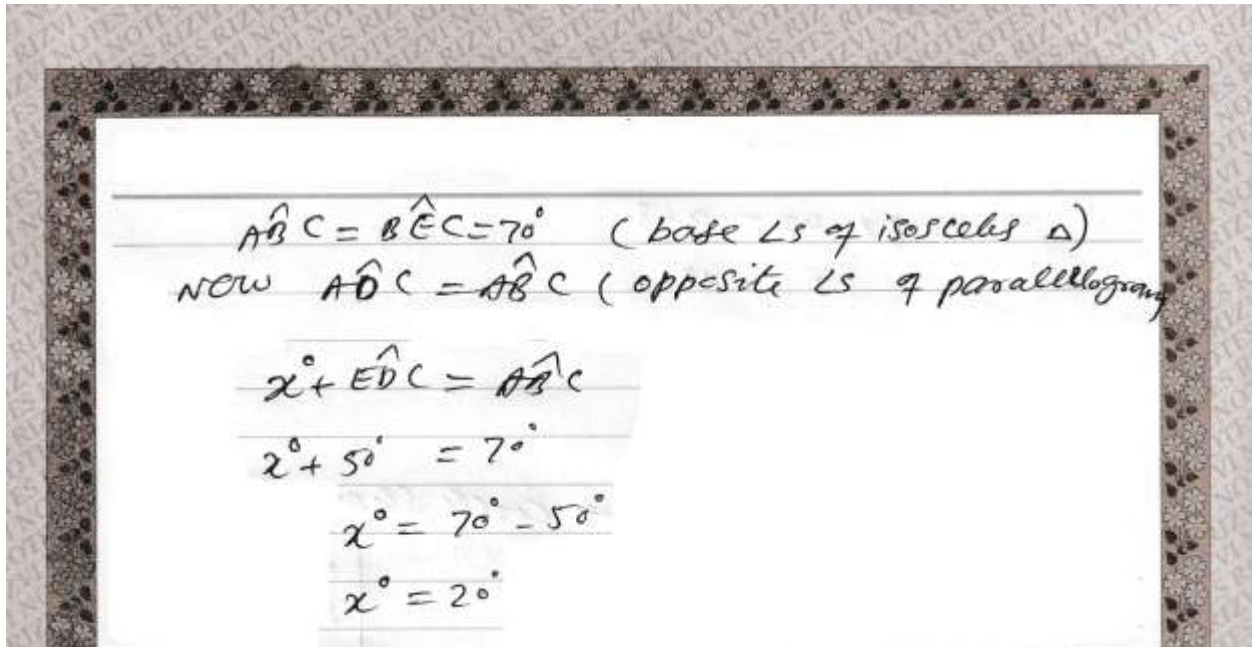 AB̂C = BÊC = 70° (base ∠s of isosceles Δ)
NOW AD̂C = AB̂C (opposite ∠s of parallelogram
x° + ED̂C = AB̂C
x° + 50° = 70°
x° = 70° - 50°
x° = 20°